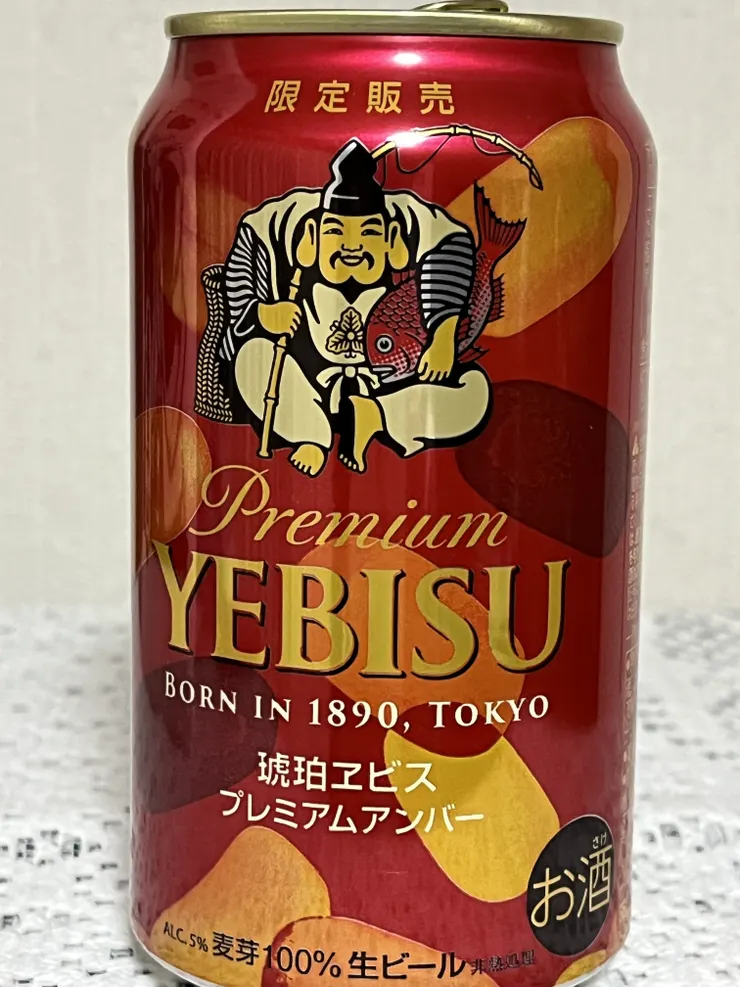 限定販売
Premium
YEBISU
BORN IN 1890, TOKYO
琥珀ヱビス
プレミアムアンバー
さけ
お酒
ALC.5% 麦芽100% 生ビール 非熱処理